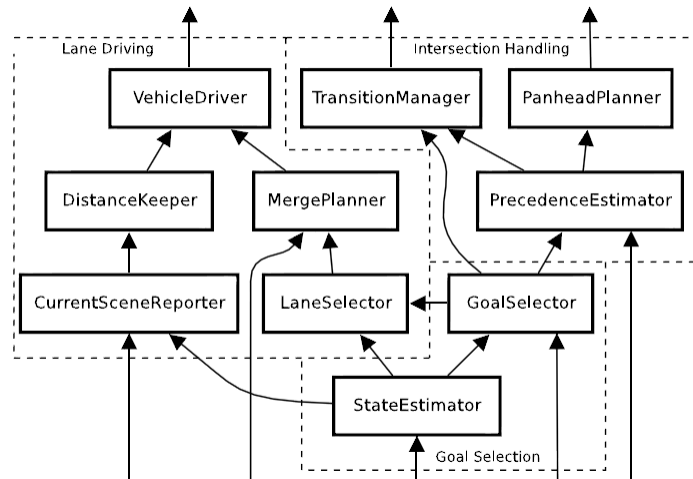 Lane Driving
Intersection Handling
VehicleDriver
TransitionManager
PanheadPlanner
DistanceKeeper
MergePlanner
PrecedenceEstimator
CurrentSceneReporter
LaneSelector
GoalSelector
StateEstimator
Goal Selection